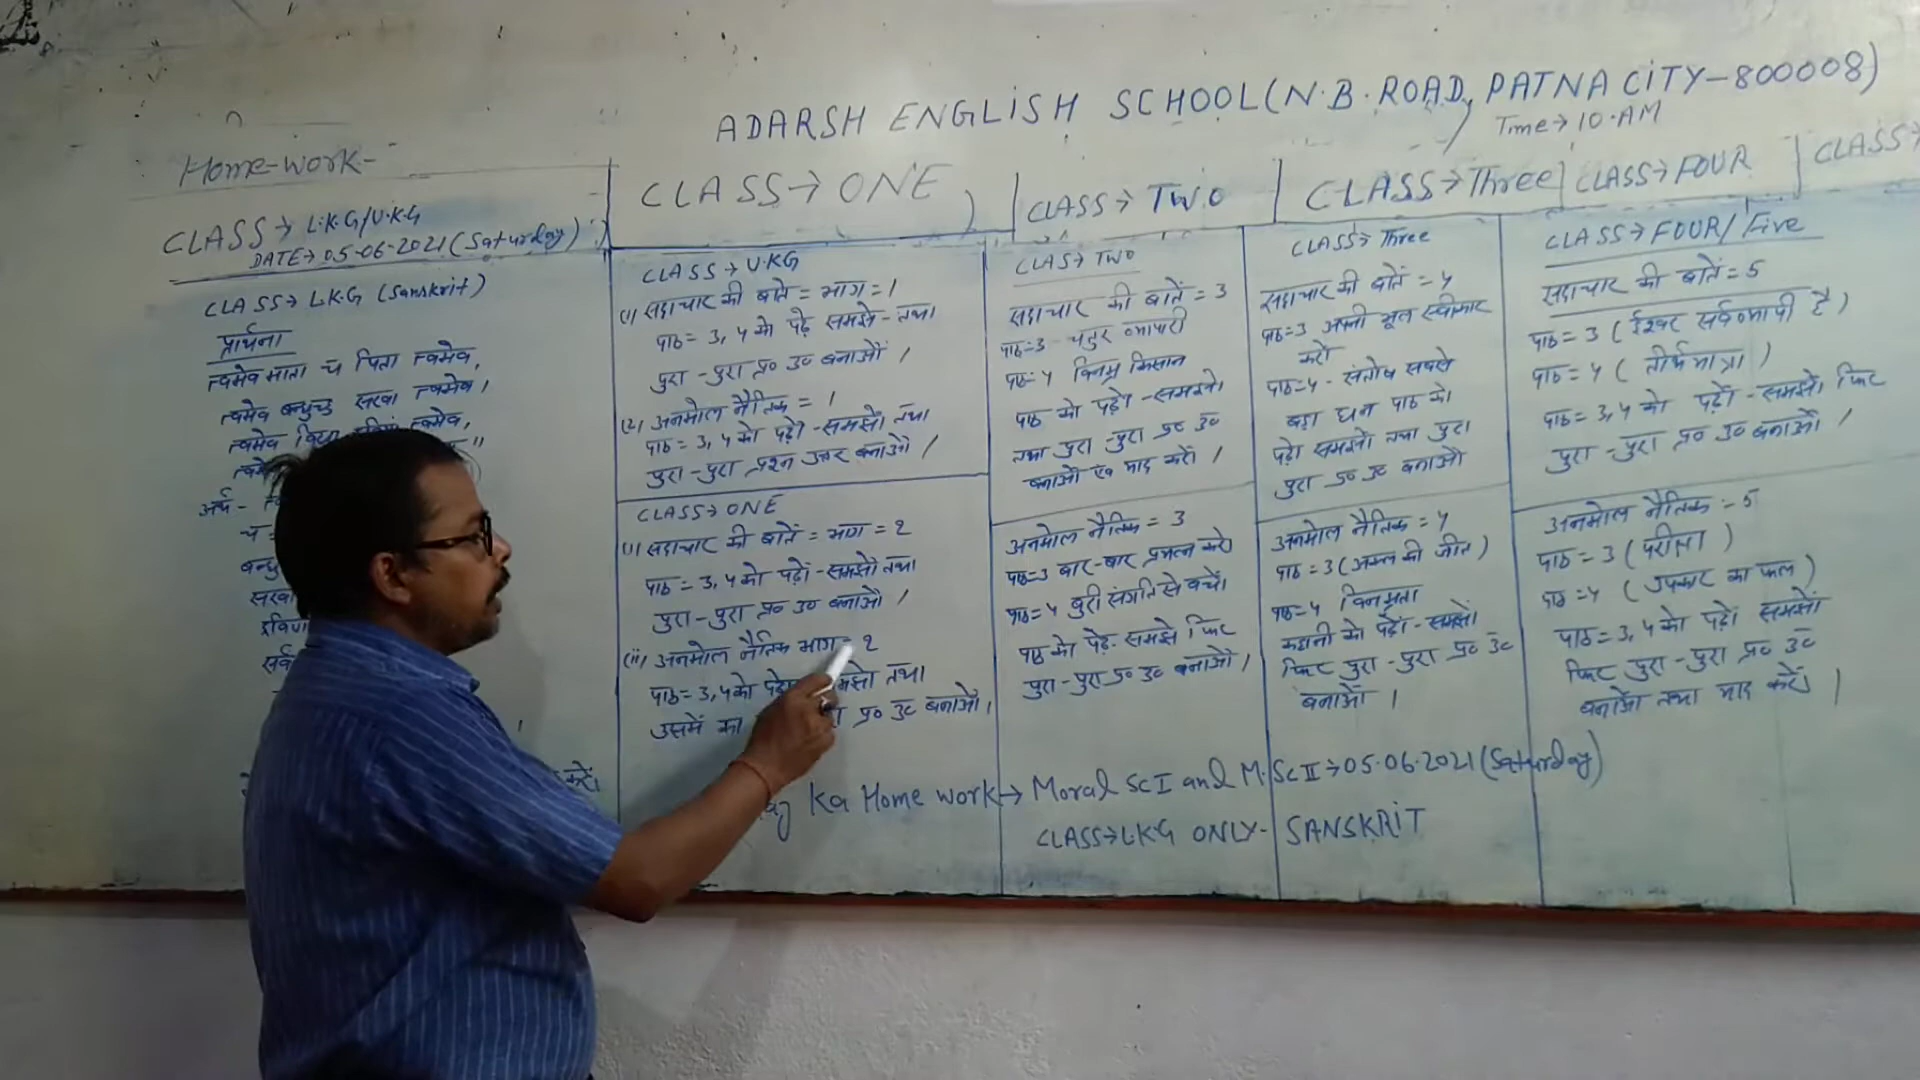 ADARSH ENGLISH SCHOOL(N.B.ROAD, PATNA CITY-800008)
Time→10.AM
Home-work-
CLASS→ L.K.G/U.K.G
DATE→05-06-2021(Saturday)
CLASS→ONE
CLASS→ TWO
CLASS→Three
CLASS→FOUR
CLASS→
CLASS→ L.K.G (Sanskrit)
प्रार्थना
त्वमेव माता च पिता त्वमेव,
त्वमेव बन्धुश्च सखा त्वमेव।
त्वमेव त्वमेव,
अर्थ-
च =
CLASS→U.KG
(1) सदाचार की बातें = भाग=1
पाठ = 3,4 को पढ़े समझे-तथा
पुरा-पुरा प्र० उ० बनाओं।
(2) अनमोल नैतिक = 1
पाठ = 3,4 को पढ़ों-समझों तथा
पुरा-पुरा प्रश्न उत्तर बनाओं।
CLASS→ONE
(1) सदाचार की बातें = भाग = 2
पाठ = 3,4 को पढ़ों-समझों तथा
पुरा-पुरा प्र० उ० बनाओं।
(ii) अनमोल नैतिक भाग=2
पाठ=3,4 को तथा
उसमें का प्र० उ० बनाओं।
CLAS→ TWO
सदाचार की बातें = 3
पाठ=3 चतुर व्यापारी
पाठ=4 विनम्र किसान
पाठ को पढ़ों-समझो
तथा पुरा-पुरा प्र० उ०
बनाओं एवं याद करों।
अनमोल नैतिक = 3
पाठ=3 बार-बार प्रयत्न करो
पाठ=4 बुरी संगति से बचें।
पाठ को पढ़े-समझे फिर
पुरा-पुरा प्र० उ० बनाओं।
CLASS→ Three
सदाचार की बातें = 4
पाठ=3 अपनी भूल स्वीकार
करो
पाठ=4- संतोष सबसे
बड़ा धन पाठ को
पढ़ो समझो तथा पुरा
पुरा प्र० उ० बनाओं
अनमोल नैतिक = 4
पाठ = 3 (अक्ल की जीत)
पाठ=4 विनम्रता
कहानी को पढ़ों-समझों
फिर पुरा-पुरा प्र० उ०
बनाओं।
CLASS→FOUR/Five
सदाचार की बातें = 5
पाठ = 3 (ईश्वर सर्वव्यापी है)
पाठ = 4 (तीर्थयात्रा)
पाठ = 3,4 को पढ़ों-समझों फिर
पुरा-पुरा प्र० उ० बनाओं।
अनमोल नैतिक = 5
पाठ = 3 (परीक्षा)
पाठ =4 (उपकार का फल)
पाठ = 3,4 को पढ़ों समझों
फिर पुरा-पुरा प्र० उ०
बनाओं तथा याद करों।
Ka Home work→ Moral Sc I and M.Sc II→05.06.2021(Saturday)
CLASS→LKG ONLY- SANSKRIT